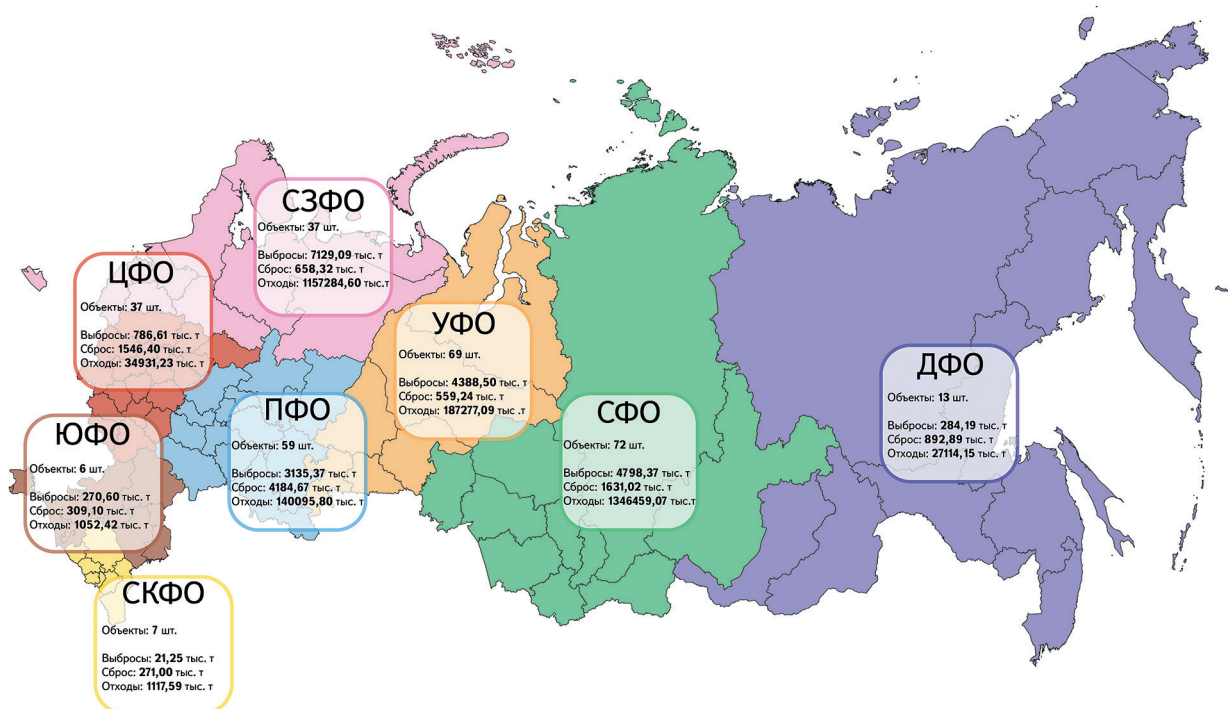 СЗФО
Объекты: 37 шт.
Выбросы: 7129,09 тыс. т
Сброс: 658,32 тыс. т
Отходы: 1157284,60 тыс.т
ЦФО
Объекты: 37 шт.
Выбросы: 786,61 тыс. т
Сброс: 1546,40 тыс. т
Отходы: 34931,23 тыс. т
УФО
Объекты: 69 шт.
Выбросы: 4388,50 тыс. т
Сброс: 559,24 тыс. т
Отходы: 187277,09 тыс .т
ДФО
Объекты: 13 шт.
Выбросы: 284,19 тыс. т
Сброс: 892,89 тыс. т
Отходы: 27114,15 тыс. т
ЮФО
Объекты: 6 шт.
Выбросы: 270,60 тыс. т
Сброс: 309,10 тыс. т
Отходы: 1052,42 тыс. т
ПФО
Объекты: 59 шт.
Выбросы: 3135,37 тыс. т
Сброс: 4184,67 тыс. т
Отходы: 140095,80 тыс. т
СФО
Объекты: 72 шт.
Выбросы: 4798,37 тыс. т
Сброс: 1631,02 тыс. т
Отходы: 1346459,07 тыс. т
СКФО
Объекты: 7 шт.
Выбросы: 21,25 тыс. т
Сброс: 271,00 тыс. т
Отходы: 1117,59 тыс. т